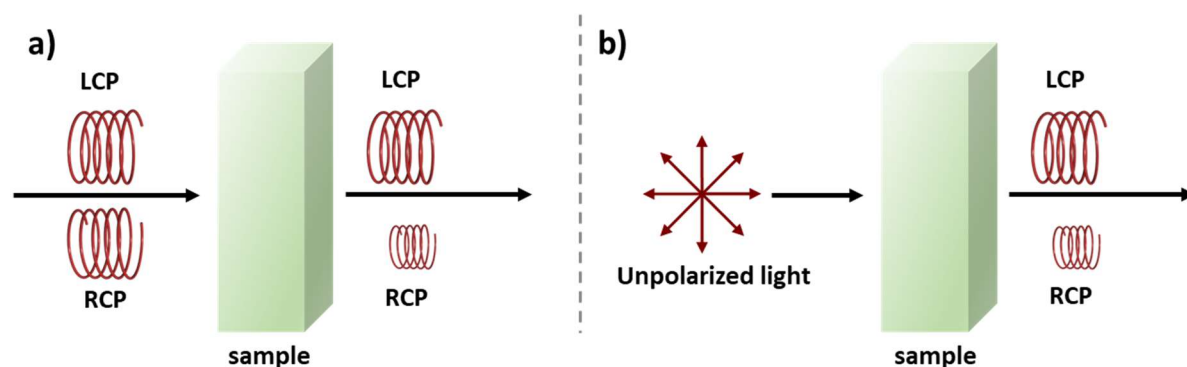 a)
LCP
LCP
RCP
RCP
sample
b)
LCP
Unpolarized light
RCP
sample